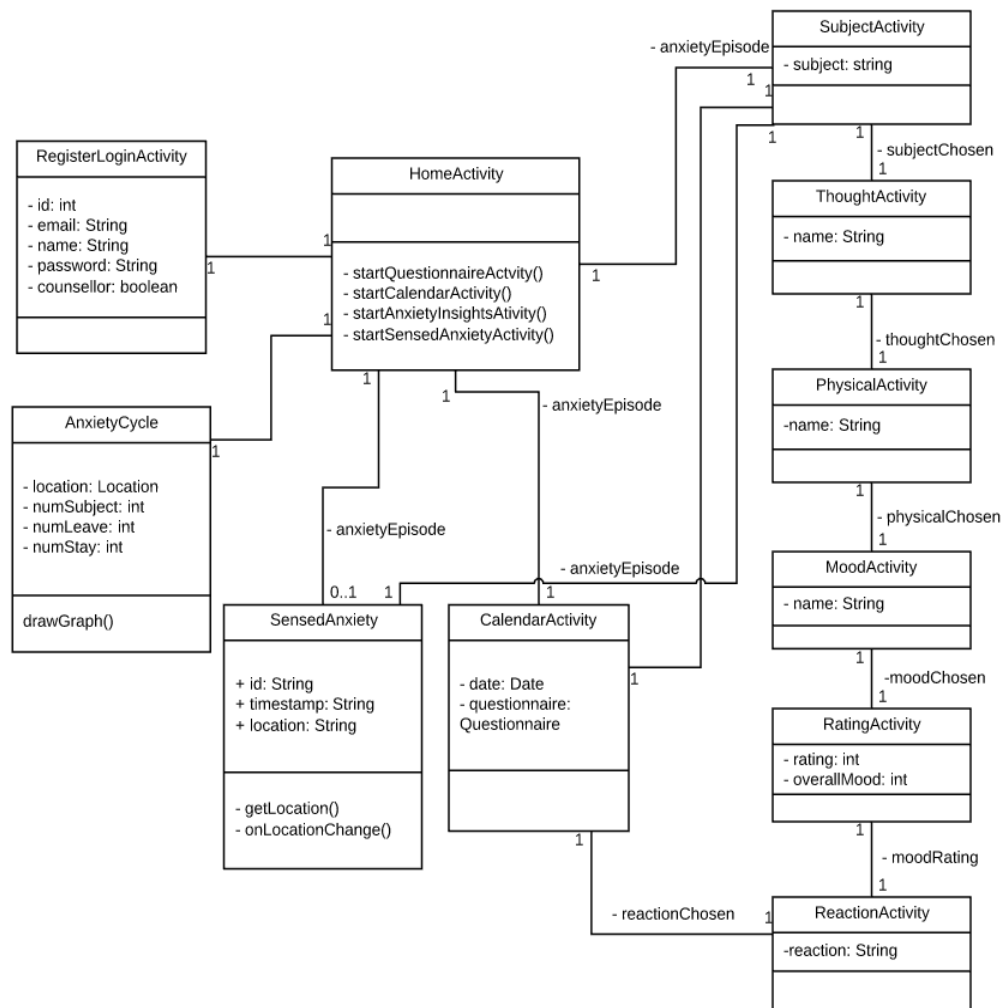 SubjectActivity
- subject: string
- anxietyEpisode
1
1
1
1
- subjectChosen
1
RegisterLoginActivity
- id: int
- email: String
- name: String
- password: String
- counsellor: boolean
1
1
HomeActivity
- startQuestionnaireActvity()
- startCalendarActivity()
- startAnxietyInsightsAtivity()
- startSensedAnxietyActivity()
1
1
1
1
ThoughtActivity
- name: String
1
- thoughtChosen
1
PhysicalActivity
-name: String
1
- physicalChosen
1
AnxietyCycle
- location: Location
- numSubject: int
- numLeave: int
- numStay: int
drawGraph()
1
- anxietyEpisode
- anxietyEpisode
- anxietyEpisode
0..1
1
1
SensedAnxiety
+ id: String
+ timestamp: String
+ location: String
- getLocation()
- onLocationChange()
CalendarActivity
- date: Date
- questionnaire:
Questionnaire
1
1
MoodActivity
- name: String
1
-moodChosen
1
RatingActivity
- rating: int
- overallMood: int
1
- moodRating
1
- reactionChosen
1
ReactionActivity
-reaction: String